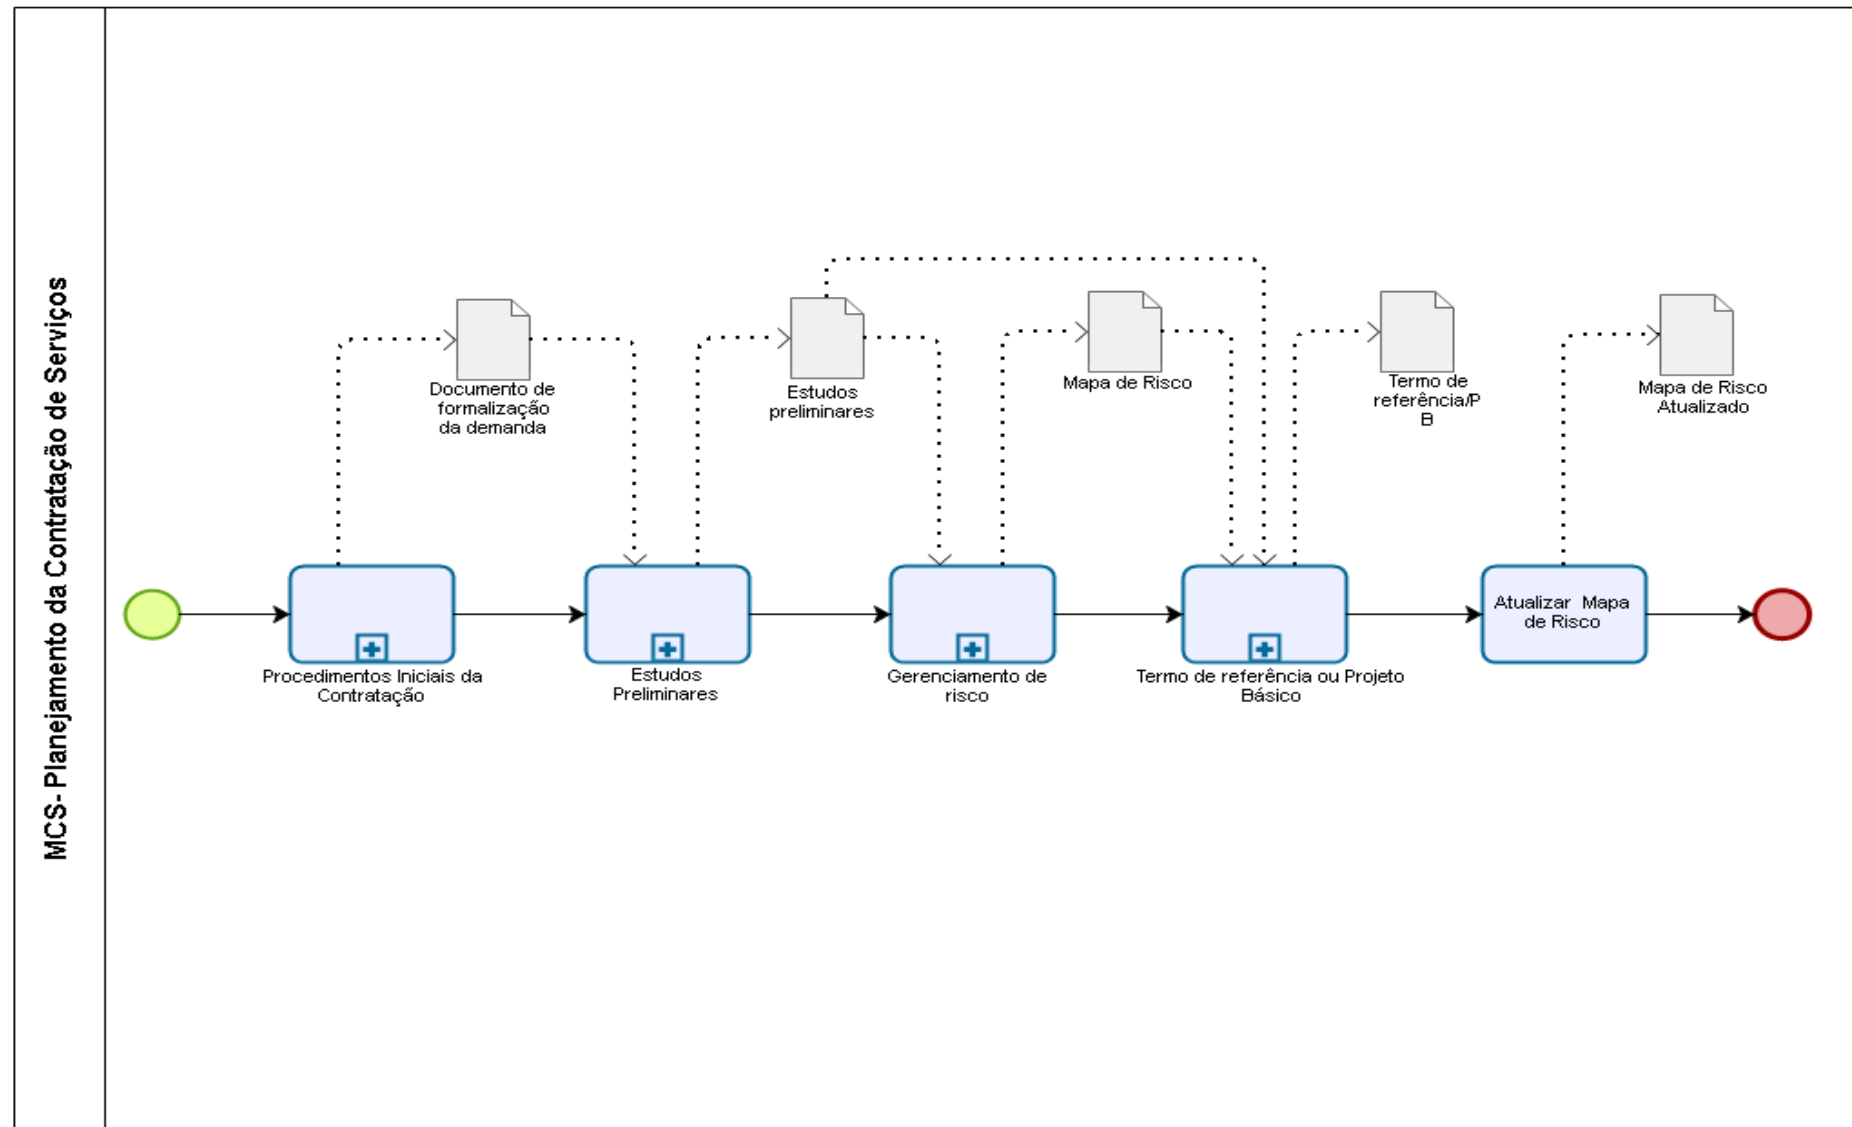 MCS- Planejamento da Contratação de Serviços
Documento de
formalização
da demanda
Estudos
preliminares
Mapa de Risco
Termo de
referência/P
B
Mapa de Risco
Atualizado
Procedimentos Iniciais da
Contratação
Estudos
Preliminares
Gerenciamento de
risco
Termo de referência ou Projeto
Básico
Atualizar Mapa
de Risco